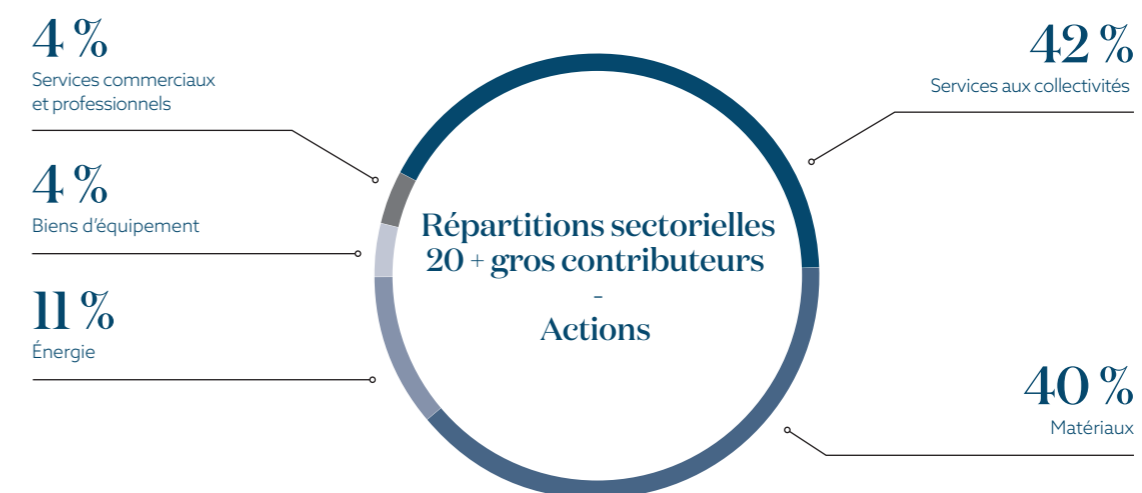 4 %
Services commerciaux
et professionnels
4 %
Biens d'équipement
11 %
Énergie
Répartitions sectorielles
20 + gros contributeurs
-
Actions
42 %
Services aux collectivités
40 %
Matériaux